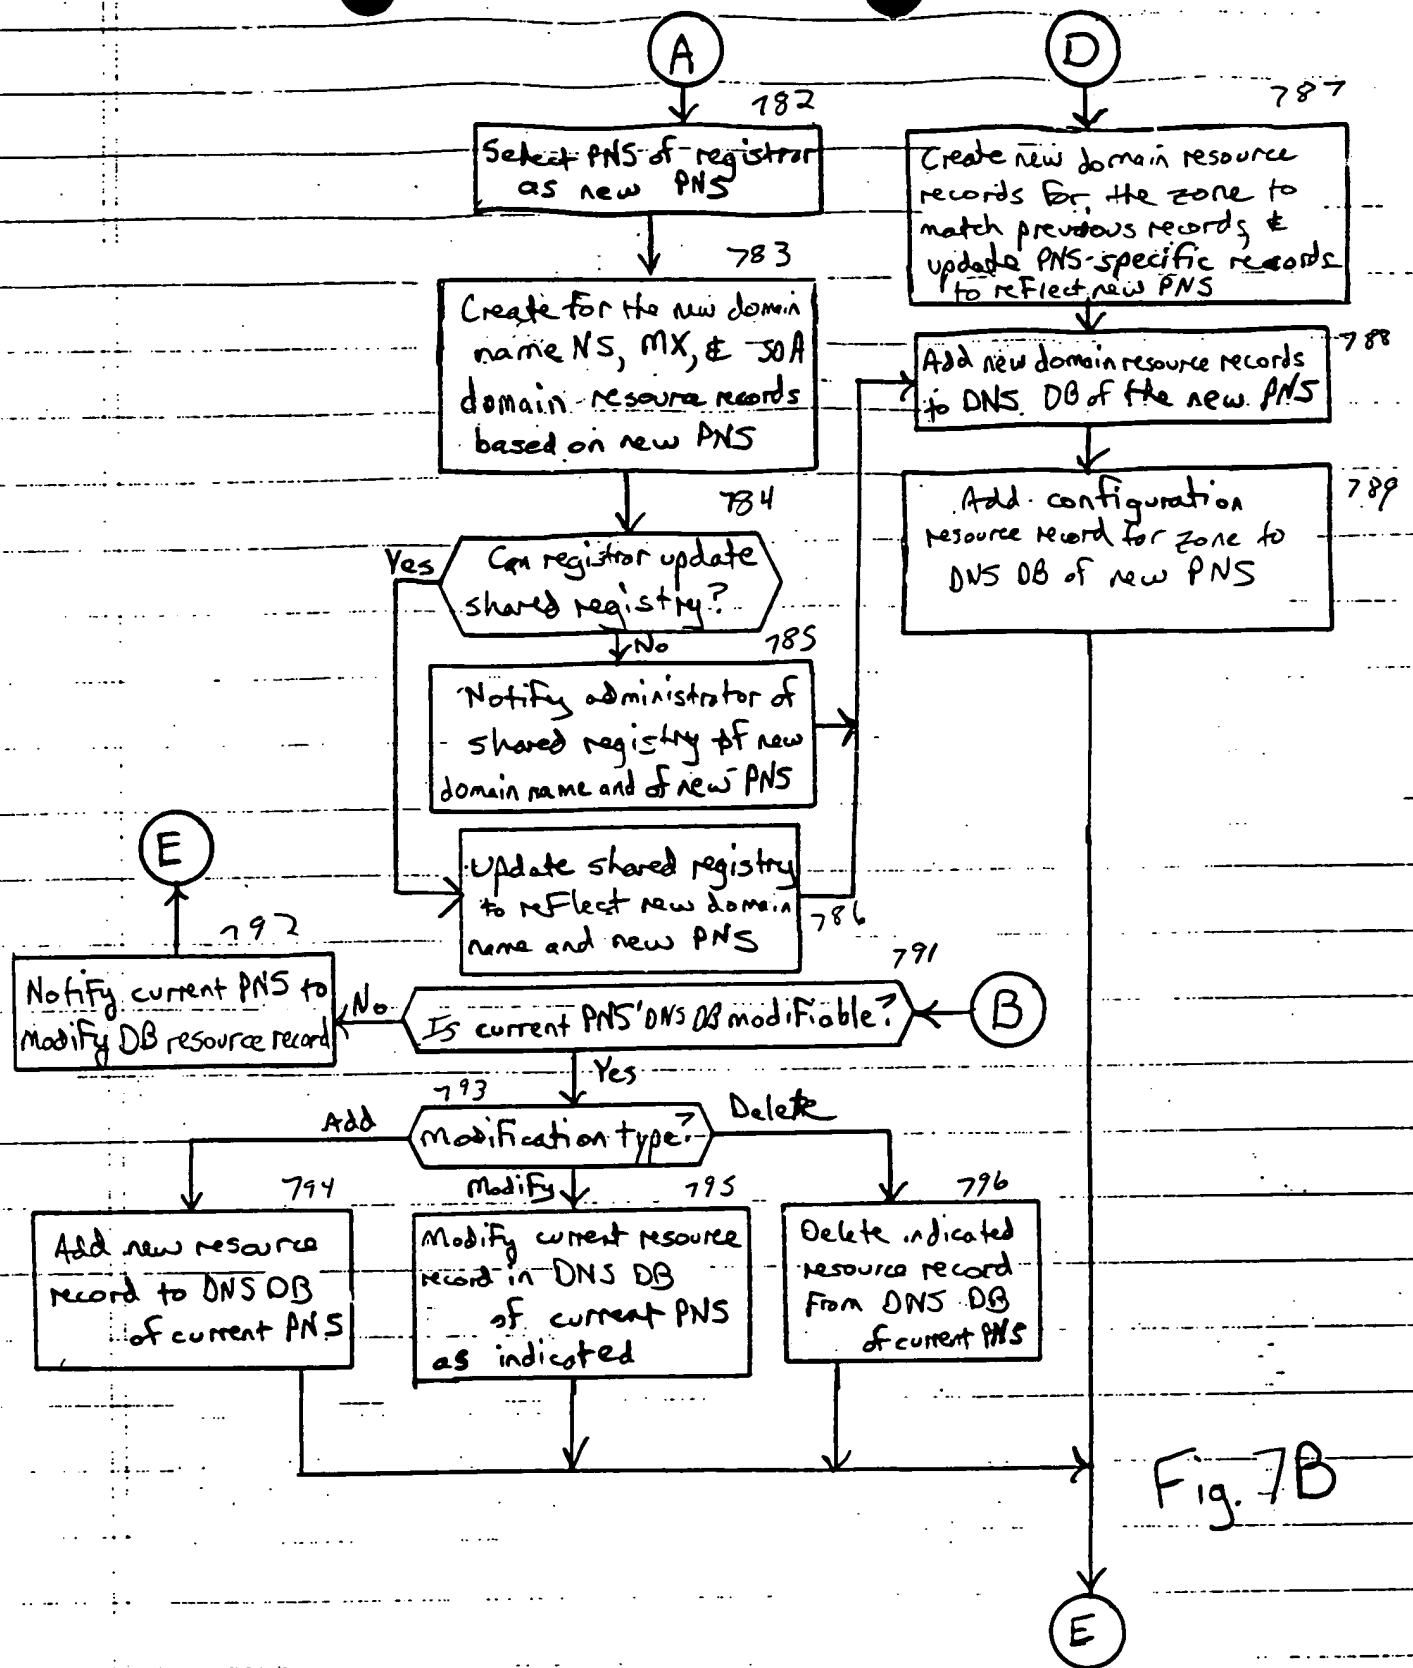 A
782
Select PNS of registrar
as new PNS
783
Create for the new domain
name NS, MX, & SOA
domain resource records
based on new PNS
784
Can registrar update
shared registry?
Yes
No
785
Notify administrator of
shared registry of new
domain name and of new PNS
Update shared registry
to reflect new domain
name and new PNS
786
D
787
Create new domain resource
records for the zone to
match previous records, &
update PNS-specific records
to reflect new PNS
788
Add new domain resource records
to DNS DB of the new PNS
789
Add configuration
resource record for zone to
DNS DB of new PNS
E
792
Notify current PNS to
Modify DB resource record
No
791
Is current PNS' DNS DB modifiable?
B
Yes
793
Modification type?
Add
Modify
Delete
794
Add new resource
record to DNS DB
of current PNS
795
Modify current resource
record in DNS DB
of current PNS
as indicated
796
Delete indicated
resource record
From DNS DB
of current PNS
Fig. 7B
E